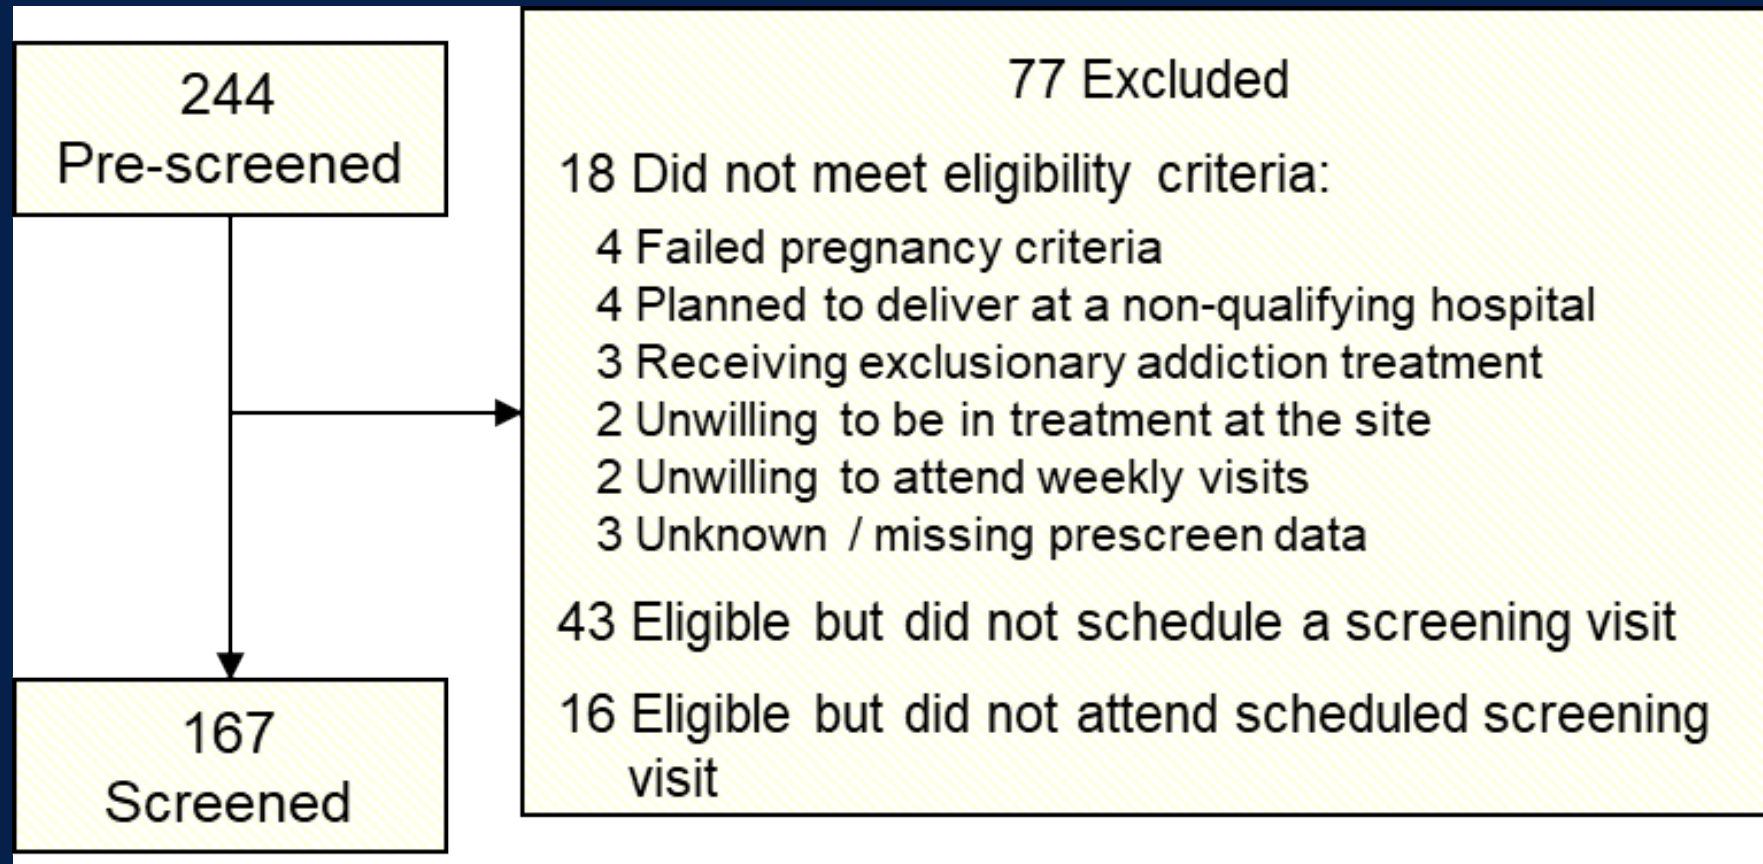 244
Pre-screened
77 Excluded
18 Did not meet eligibility criteria:
4 Failed pregnancy criteria
4 Planned to deliver at a non-qualifying hospital
3 Receiving exclusionary addiction treatment
2 Unwilling to be in treatment at the site
2 Unwilling to attend weekly visits
3 Unknown / missing prescreen data
43 Eligible but did not schedule a screening visit
16 Eligible but did not attend scheduled screening
visit
167
Screened